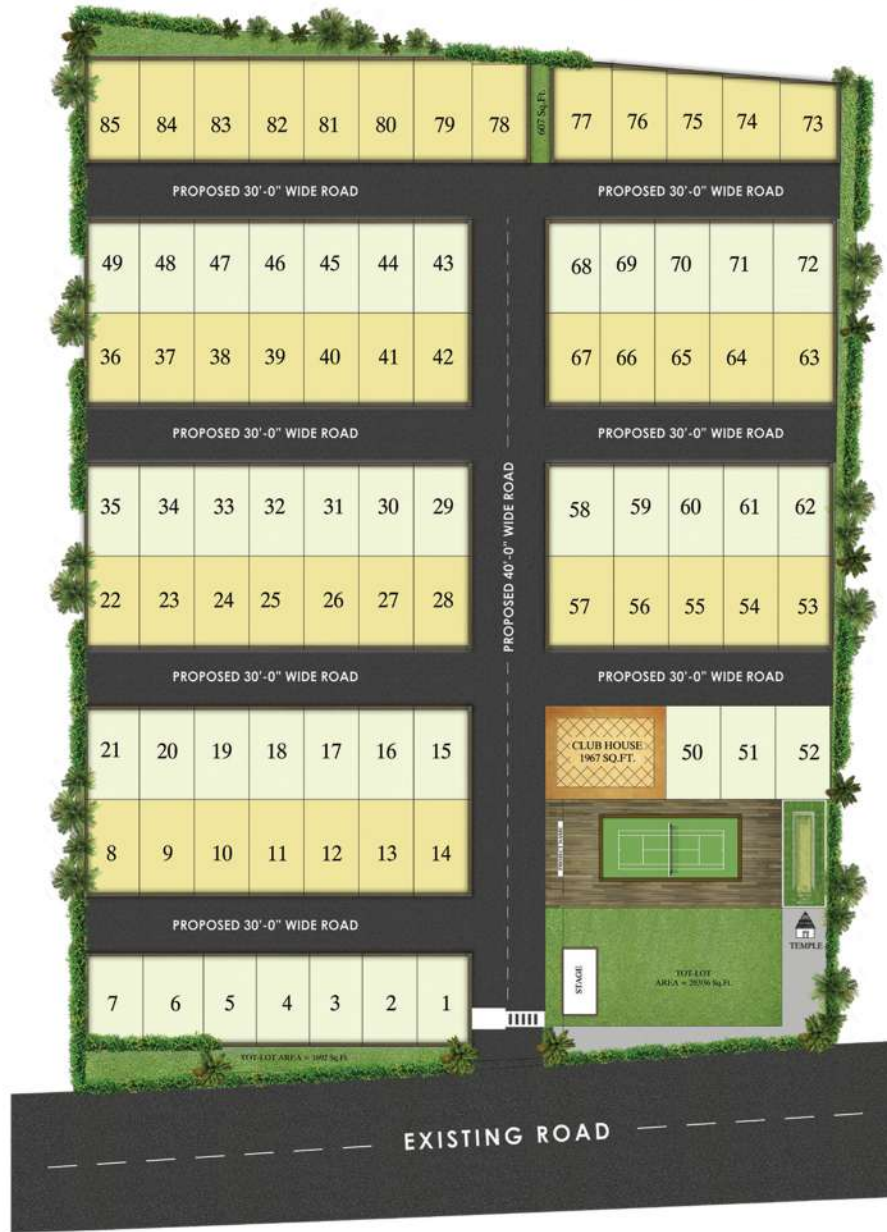 85 84 83 82 81 80 79 78 607 Sq.Ft. 77 76 75 74 73
PROPOSED 30'-0" WIDE ROAD PROPOSED 30'-0" WIDE ROAD
49 48 47 46 45 44 43 68 69 70 71 72
36 37 38 39 40 41 42 67 66 65 64 63
PROPOSED 30'-0" WIDE ROAD PROPOSED 30'-0" WIDE ROAD
35 34 33 32 31 30 29 58 59 60 61 62
PROPOSED 40'-0" WIDE ROAD
22 23 24 25 26 27 28 57 56 55 54 53
PROPOSED 30'-0" WIDE ROAD PROPOSED 30'-0" WIDE ROAD
21 20 19 18 17 16 15 CLUB HOUSE 50 51 52
1967 SQ.FT.
8 9 10 11 12 13 14
PROPOSED 30'-0" WIDE ROAD
TEMPLE
7 6 5 4 3 2 1 STAGE TOT-LOT
TOT-LOT AREA = 1692 Sq.Ft.
EXISTING ROAD